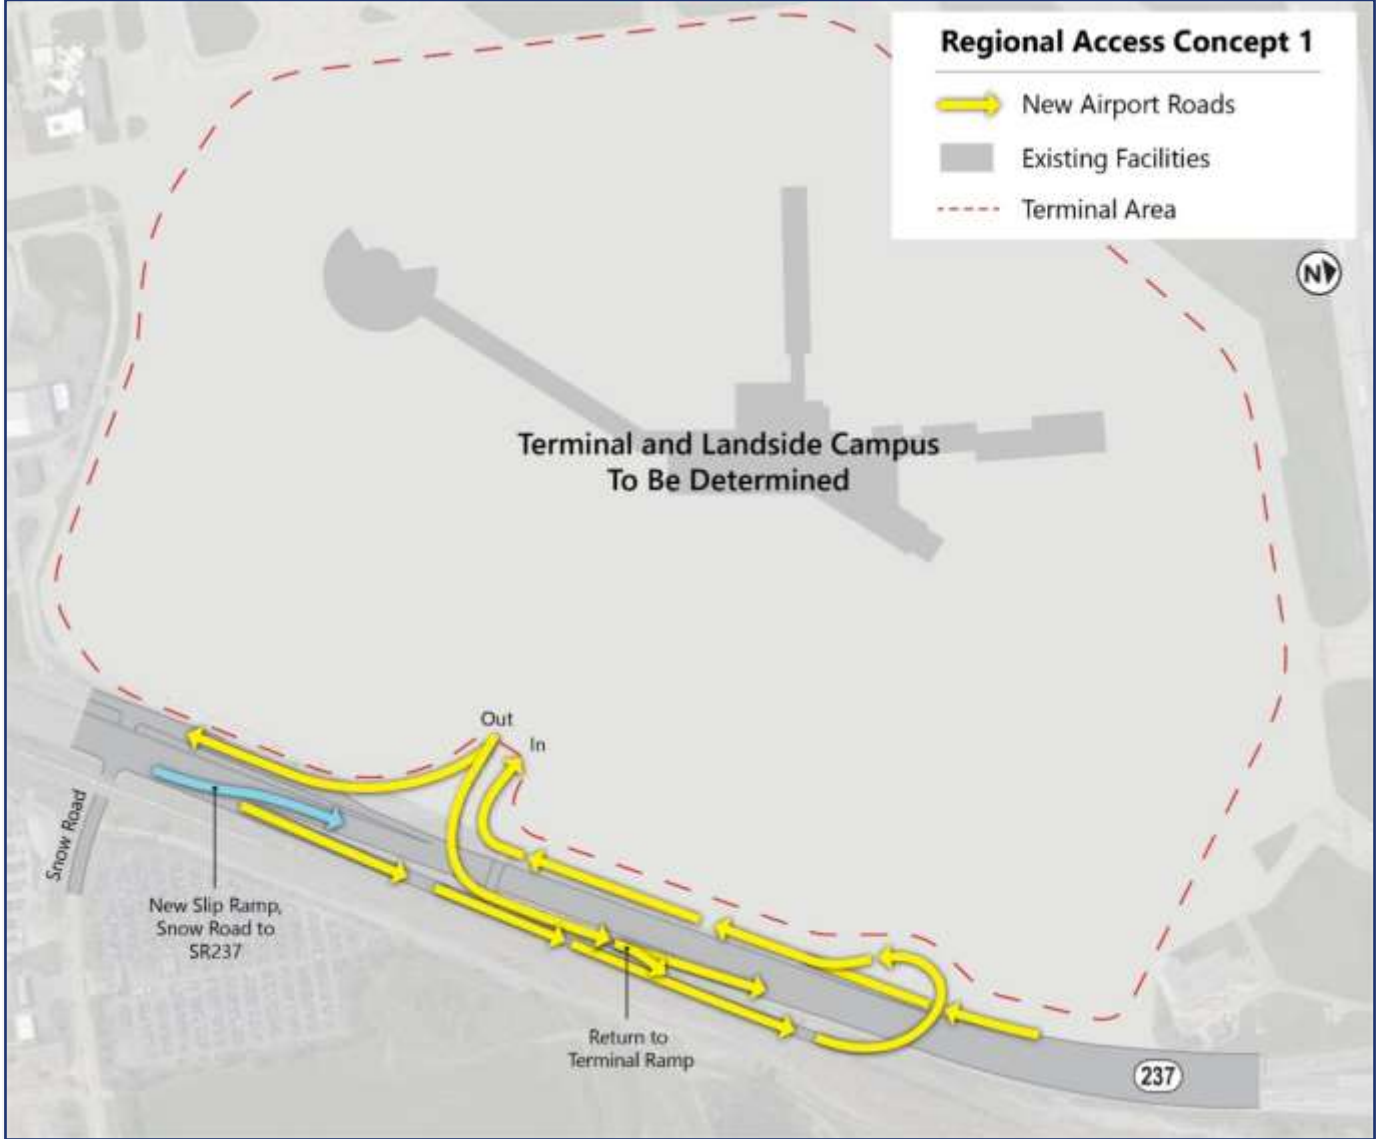 Regional Access Concept 1
New Airport Roads
Existing Facilities
Terminal Area
N
Terminal and Landside Campus
To Be Determined
Out
In
Snow Road
New Slip Ramp,
Snow Road to
SR237
Return to
Terminal Ramp
237